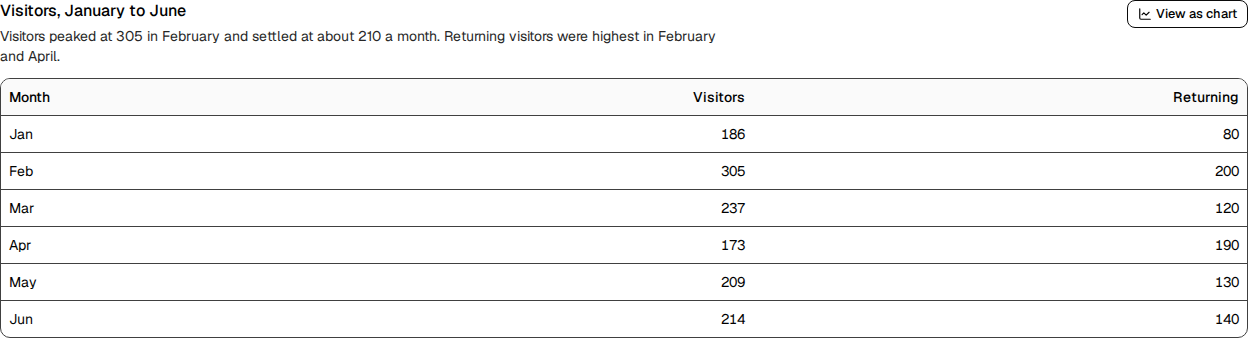 Visitors, January to June
View as chart
Visitors peaked at 305 in February and settled at about 210 a month. Returning visitors were highest in February
and April.
Month Visitors Returning
Jan 186 80
Feb 305 200
Mar 237 120
Apr 173 190
May 209 130
Jun 214 140